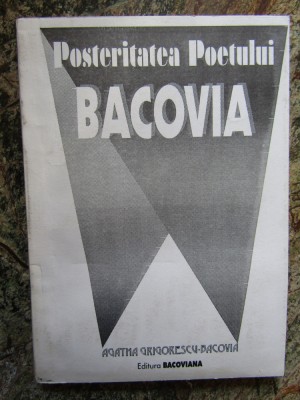 Posteritatea Poetului
BACOVIA
AGATHA GRIGORESCU-BACOVIA
Editura BACOVIANA